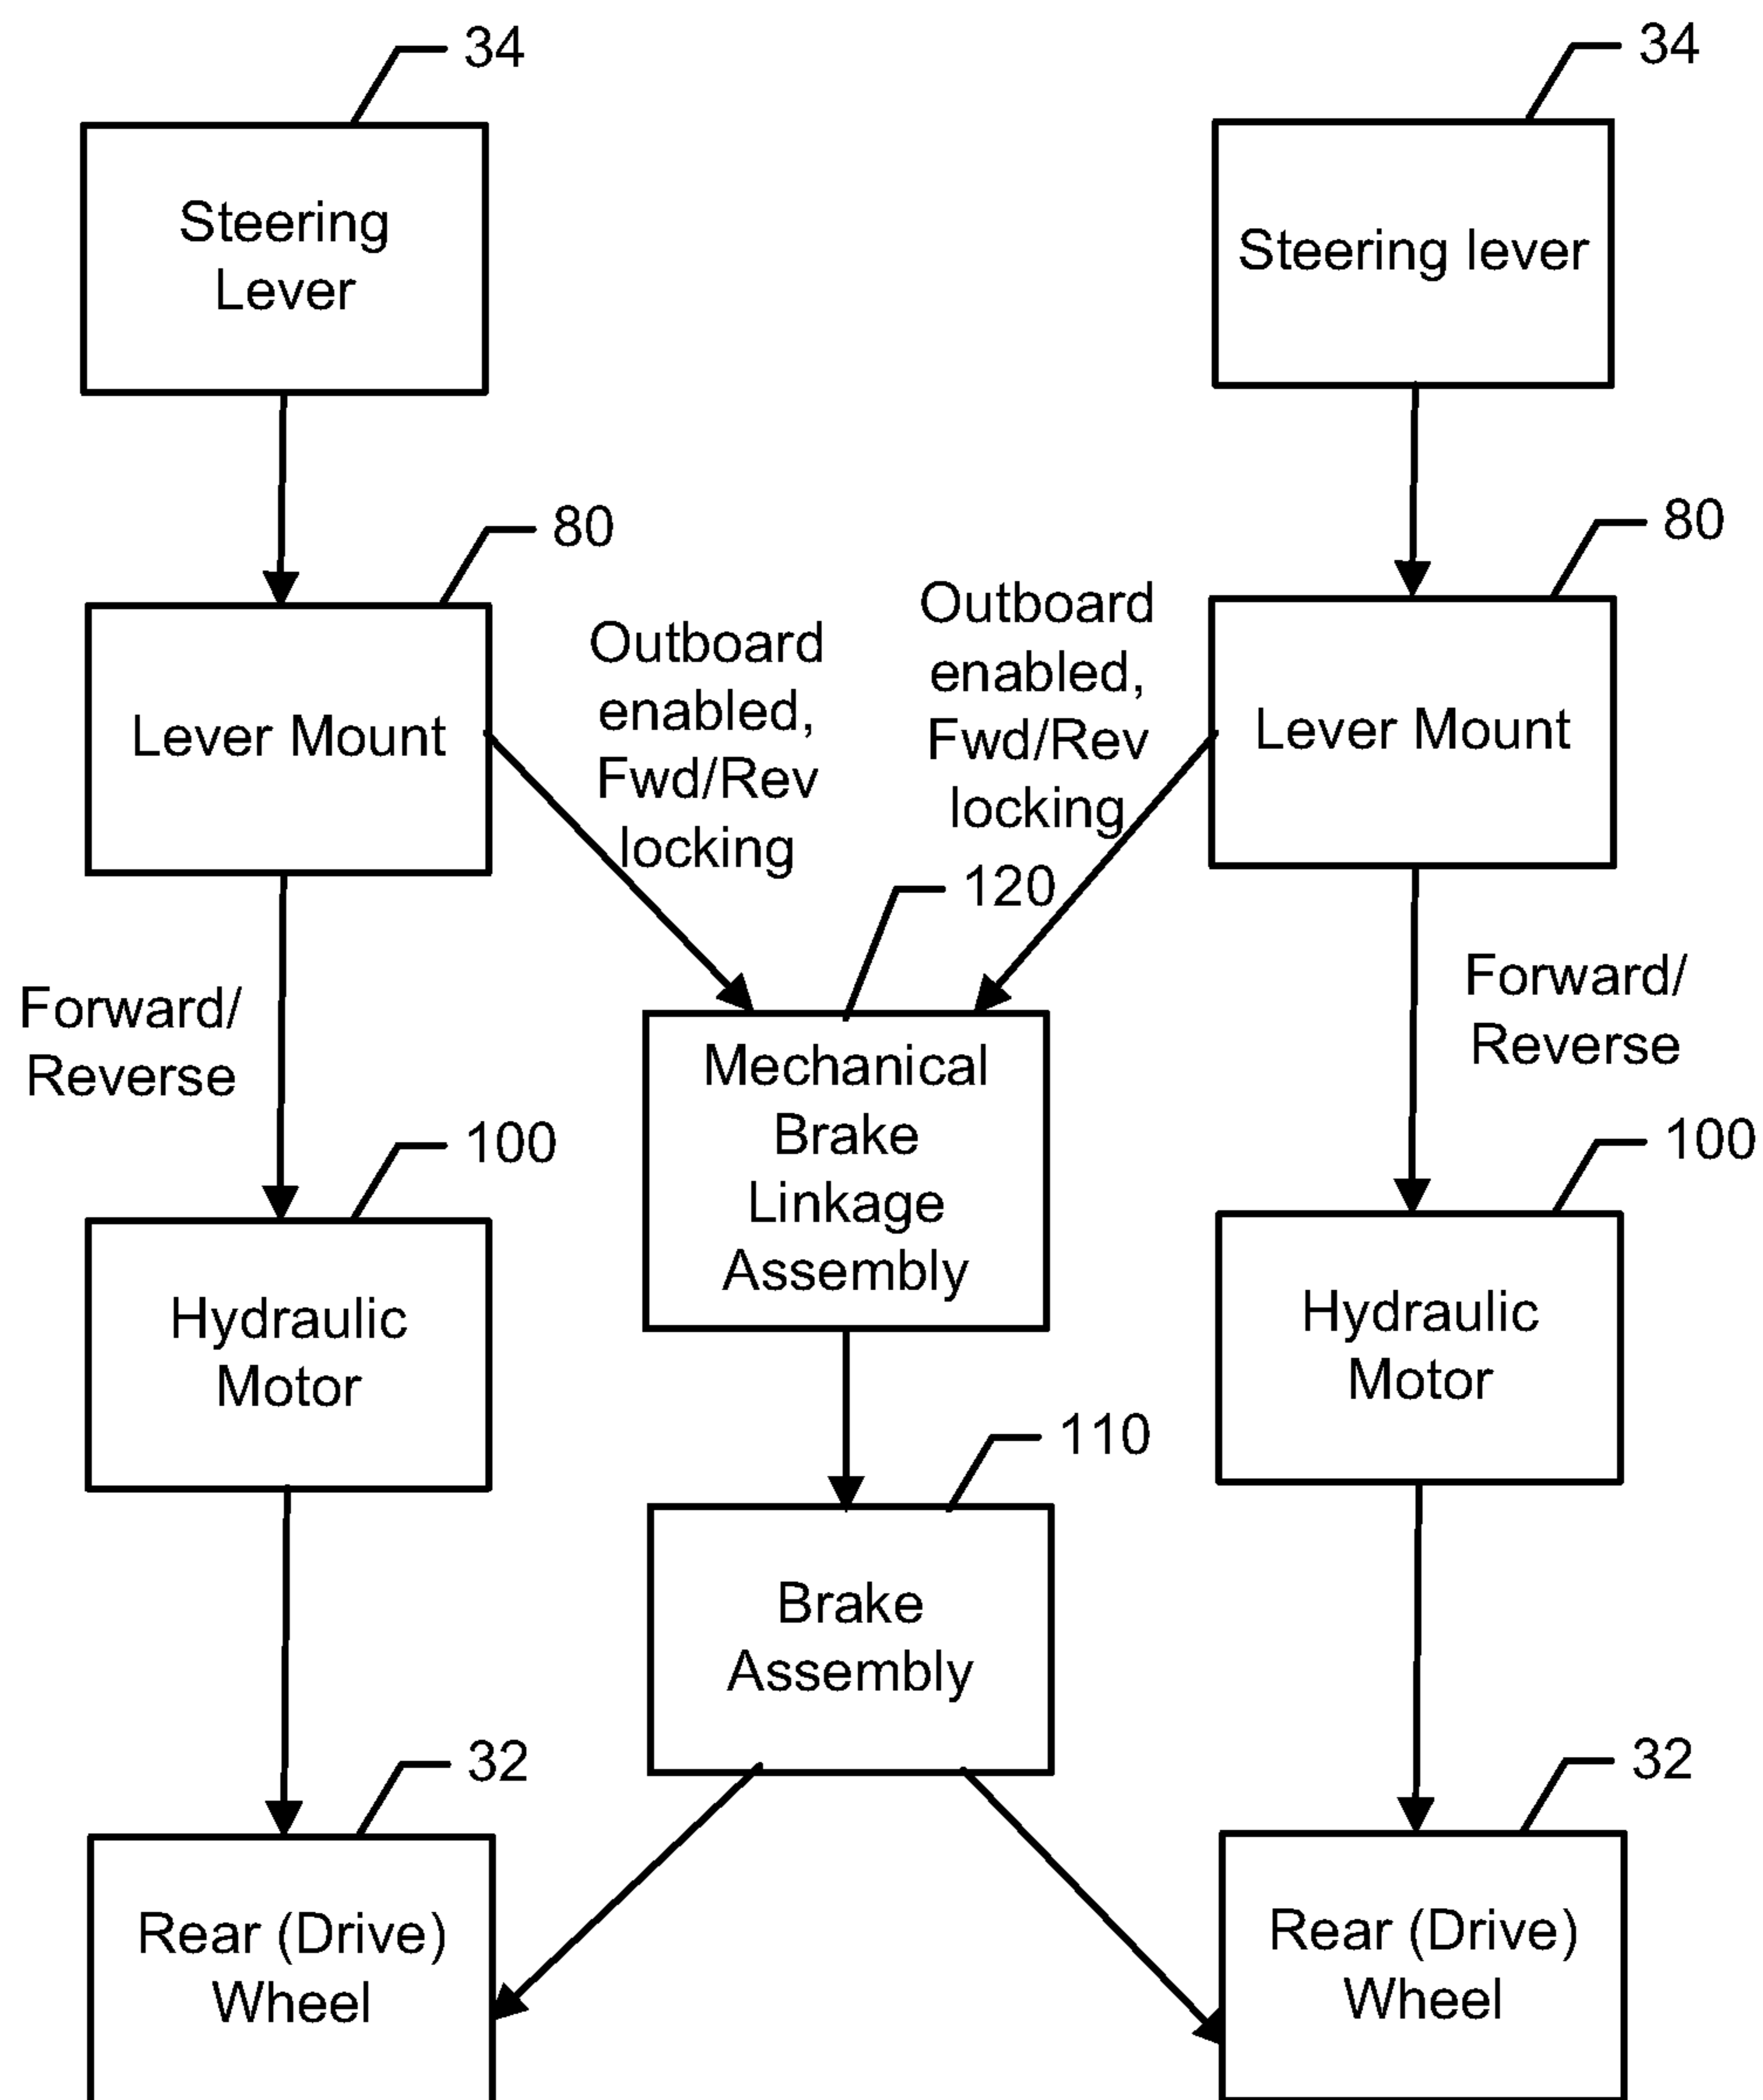 34
34
Steering
Lever
Steering lever
80
80
Outboard
enabled,
Fwd/Rev
locking
Outboard
enabled,
Fwd/Rev
locking
Lever Mount
Lever Mount
120
Forward/
Reverse
Forward/
Reverse
Mechanical
Brake
Linkage
Assembly
100
100
Hydraulic
Motor
Hydraulic
Motor
110
Brake
Assembly
32
32
Rear (Drive)
Wheel
Rear (Drive)
Wheel